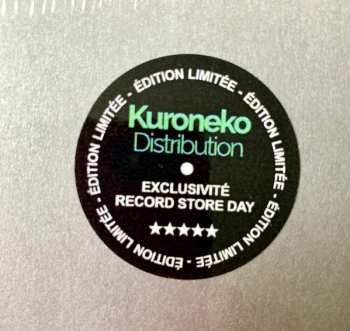 ÉDITION LIMITÉE - ÉDITION LIMITÉE - ÉDITION LIMITÉE - ÉDITION LIMITÉE - ÉDITION LIMITÉE -
Kuroneko
Distribution
EXCLUSIVITÉ
RECORD STORE DAY
★★★★★